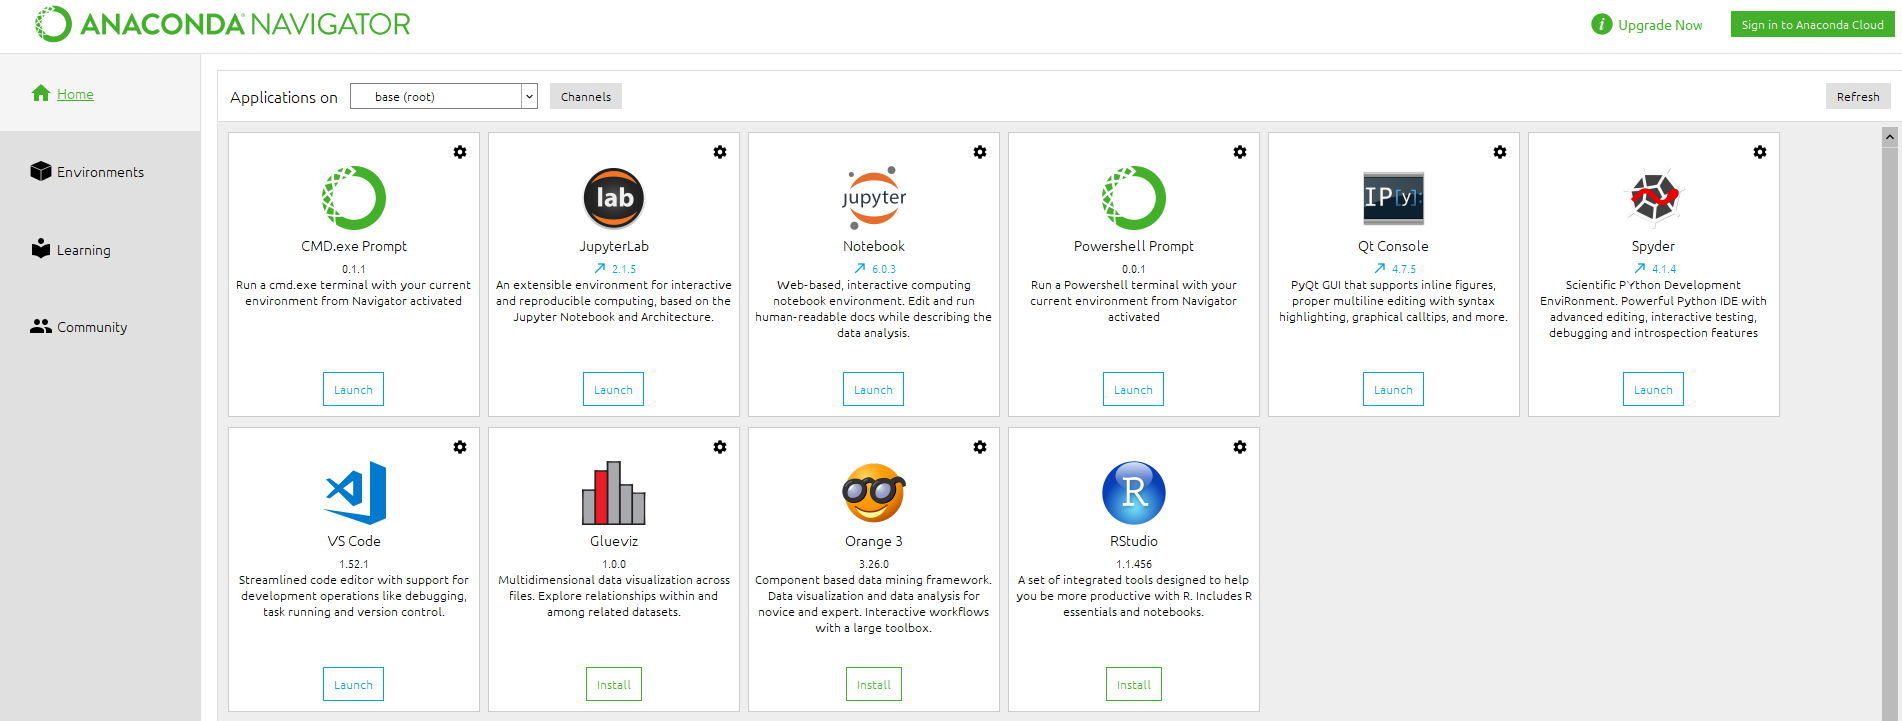 ANACONDA NAVIGATOR
Upgrade Now
Sign in to Anaconda Cloud
Home
Environments
Learning
Community
Applications on
base (root)
Channels
Refresh
CMD.exe Prompt
0.1.1
Run a cmd.exe terminal with your current
environment from Navigator activated
Launch
lab
JupyterLab
2.1.5
An extensible environment for interactive
and reproducible computing, based on the
Jupyter Notebook and Architecture.
Launch
jupyter
Notebook
6.0.3
Web-based, interactive computing
notebook environment. Edit and run
human-readable docs while describing the
data analysis.
Launch
Powershell Prompt
0.0.1
Run a Powershell terminal with your
current environment from Navigator
activated
Launch
IP[y]:
Qt Console
4.7.5
PyQt GUI that supports inline figures,
proper multiline editing with syntax
highlighting, graphical calltips, and more.
Launch
Spyder
4.1.4
Scientific PYthon Development
EnviRonment. Powerful Python IDE with
advanced editing, interactive testing,
debugging and introspection features
Launch
VS Code
1.52.1
Streamlined code editor with support for
development operations like debugging,
task running and version control.
Launch
Glueviz
1.0.0
Multidimensional data visualization across
files. Explore relationships within and
among related datasets.
Install
Orange 3
3.26.0
Component based data mining framework.
Data visualization and data analysis for
novice and expert. Interactive workflows
with a large toolbox.
Install
R
RStudio
1.1.456
A set of integrated tools designed to help
you be more productive with R. Includes R
essentials and notebooks.
Install